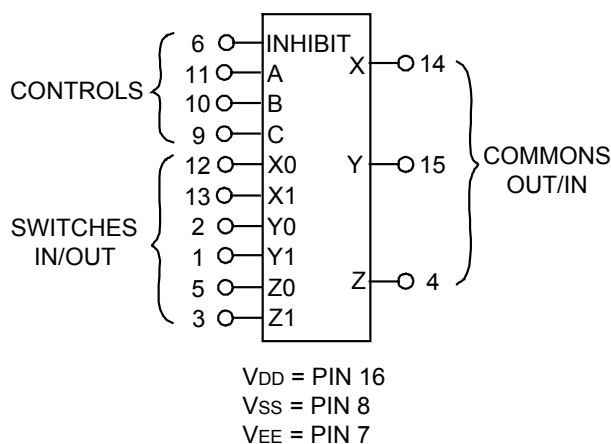 6 INHIBIT
11 A
10 B
9 C
12 X0
13 X1
2 Y0
1 Y1
5 Z0
3 Z1
CONTROLS
SWITCHES
IN/OUT
X 14
Y 15
Z 4
COMMONS
OUT/IN
VDD = PIN 16
VSS = PIN 8
VEE = PIN 7